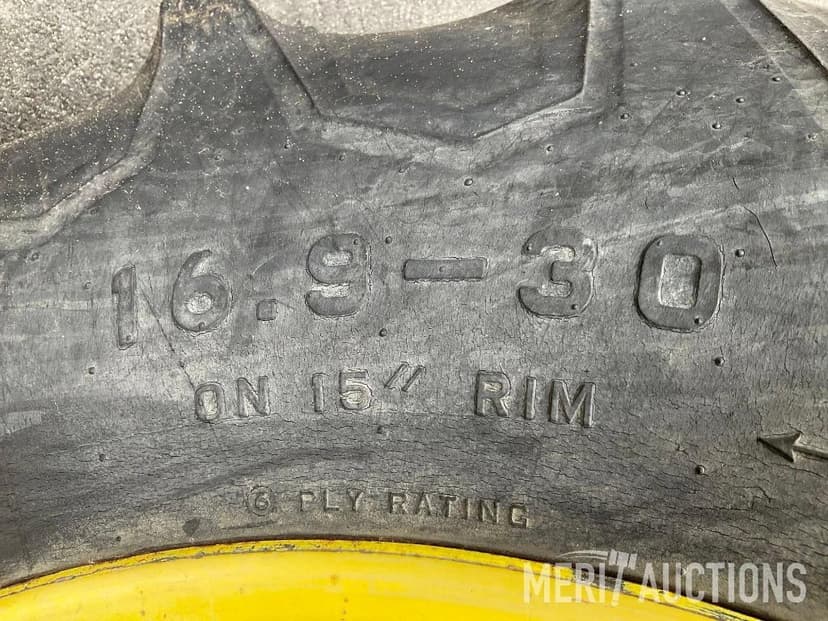 16.9-30
ON 15" RIM
6 PLY RATING
MERIT AUCTIONS